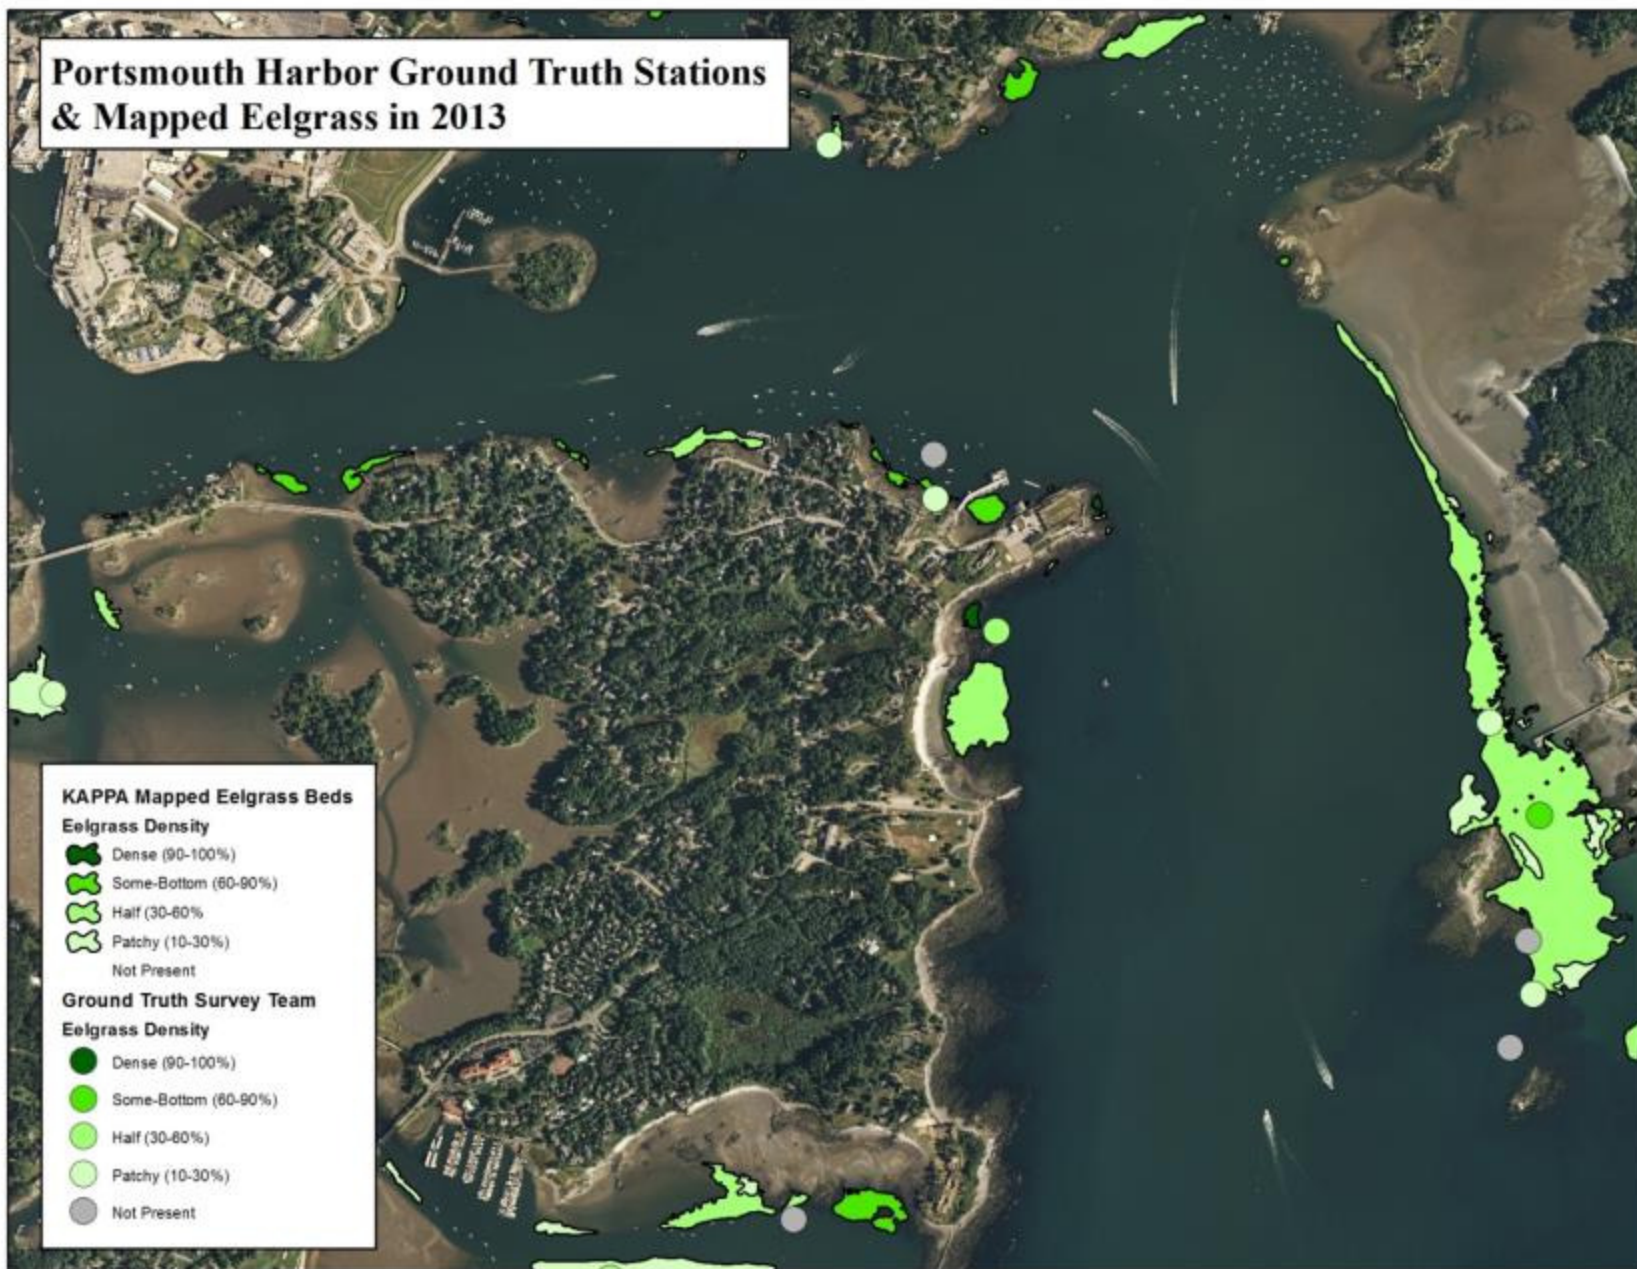 Portsmouth Harbor Ground Truth Stations
& Mapped Eelgrass in 2013
KAPPA Mapped Eelgrass Beds
Eelgrass Density
Dense (90-100%)
Some-Bottom (60-90%)
Half (30-60%
Patchy (10-30%)
Not Present
Ground Truth Survey Team
Eelgrass Density
Dense (90-100%)
Some-Bottom (60-90%)
Half (30-60%)
Patchy (10-30%)
Not Present